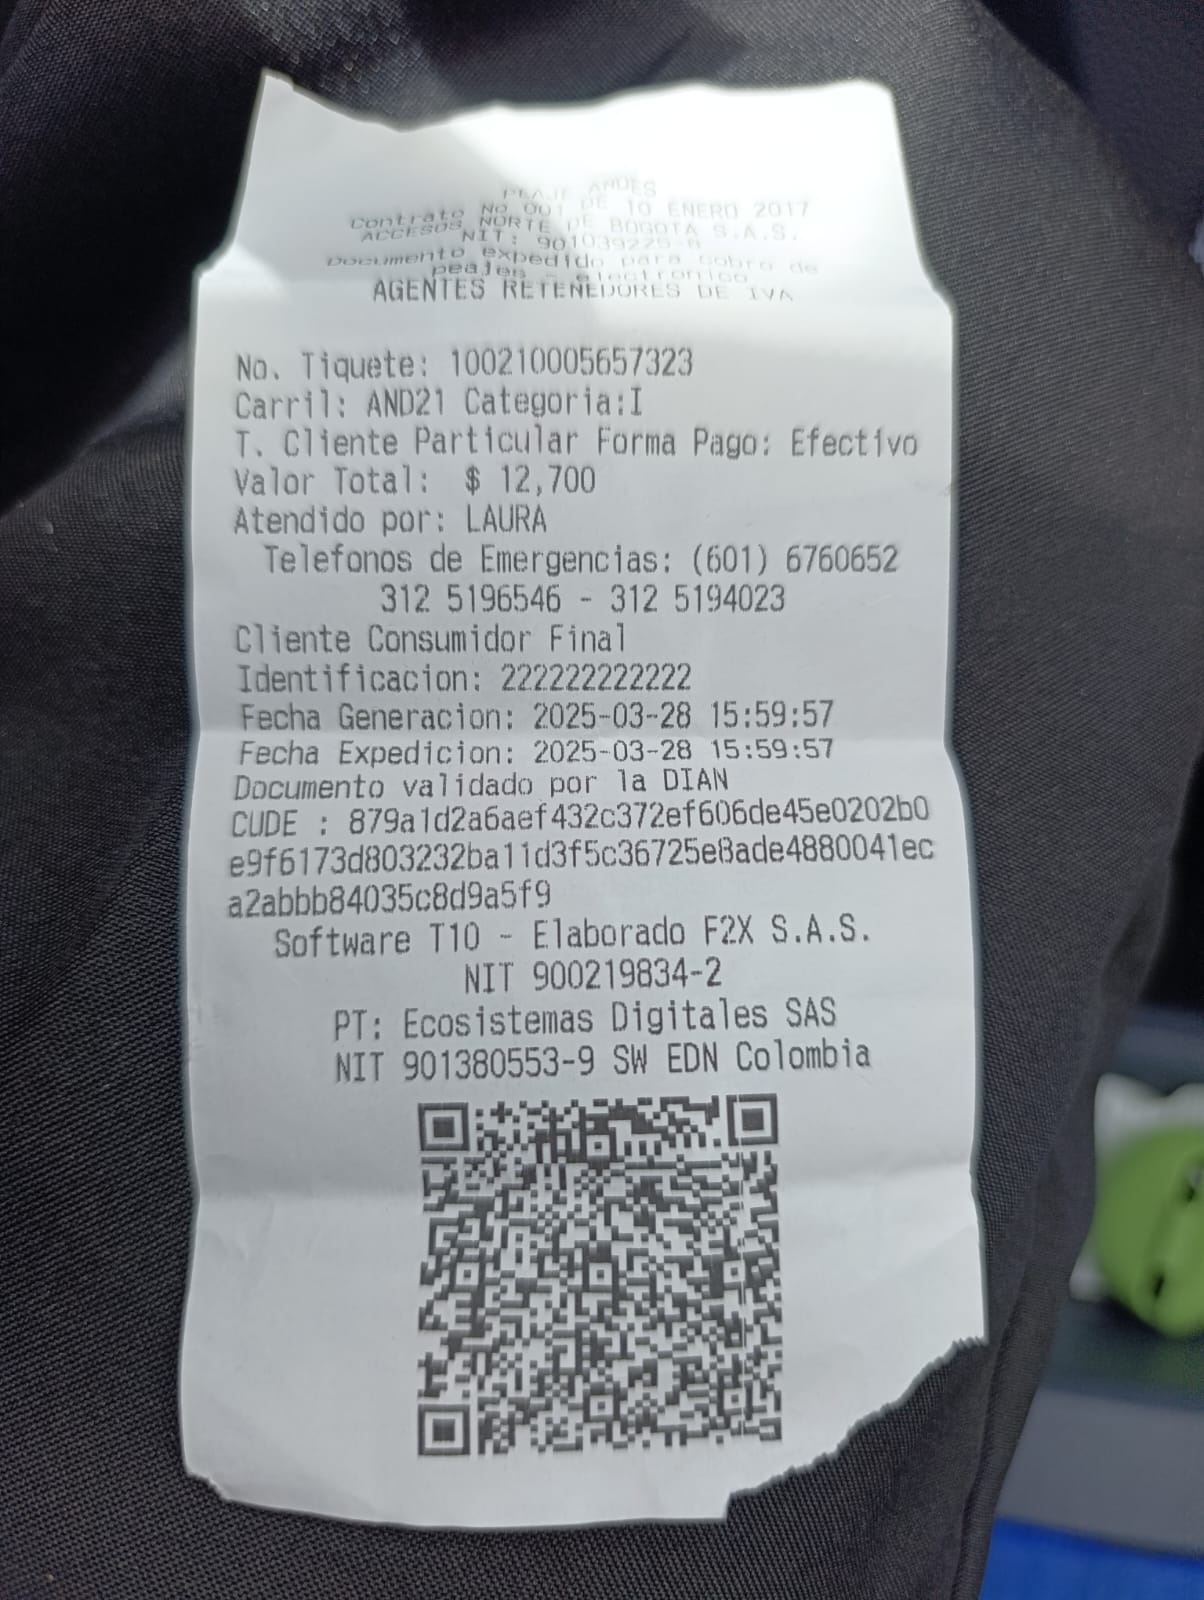 PEAJE ANDES
Contrato No 001 DE 10 ENERO 2017
ACCESOS NORTE DE BOGOTA S.A.S.
NIT: 901039225-8
Documento expedido para cobro de
peajes - electronico
AGENTES RETENEDORES DE IVA
No. Tiquete: 100210005657323
Carril: AND21 Categoria:I
T. Cliente Particular Forma Pago: Efectivo
Valor Total: $ 12,700
Atendido por: LAURA
Telefonos de Emergencias: (601) 6760652
312 5196546 - 312 5194023
Cliente Consumidor Final
Identificacion: 222222222222
Fecha Generacion: 2025-03-28 15:59:57
Fecha Expedicion: 2025-03-28 15:59:57
Documento validado por la DIAN
CUDE : 879a1d2a6aef432c372ef606de45e0202b0
e9f6173d803232ba11d3f5c36725e8ade4880041ec
a2abbb84035c8d9a5f9
Software T10 - Elaborado F2X S.A.S.
NIT 900219834-2
PT: Ecosistemas Digitales SAS
NIT 901380553-9 SW EDN Colombia